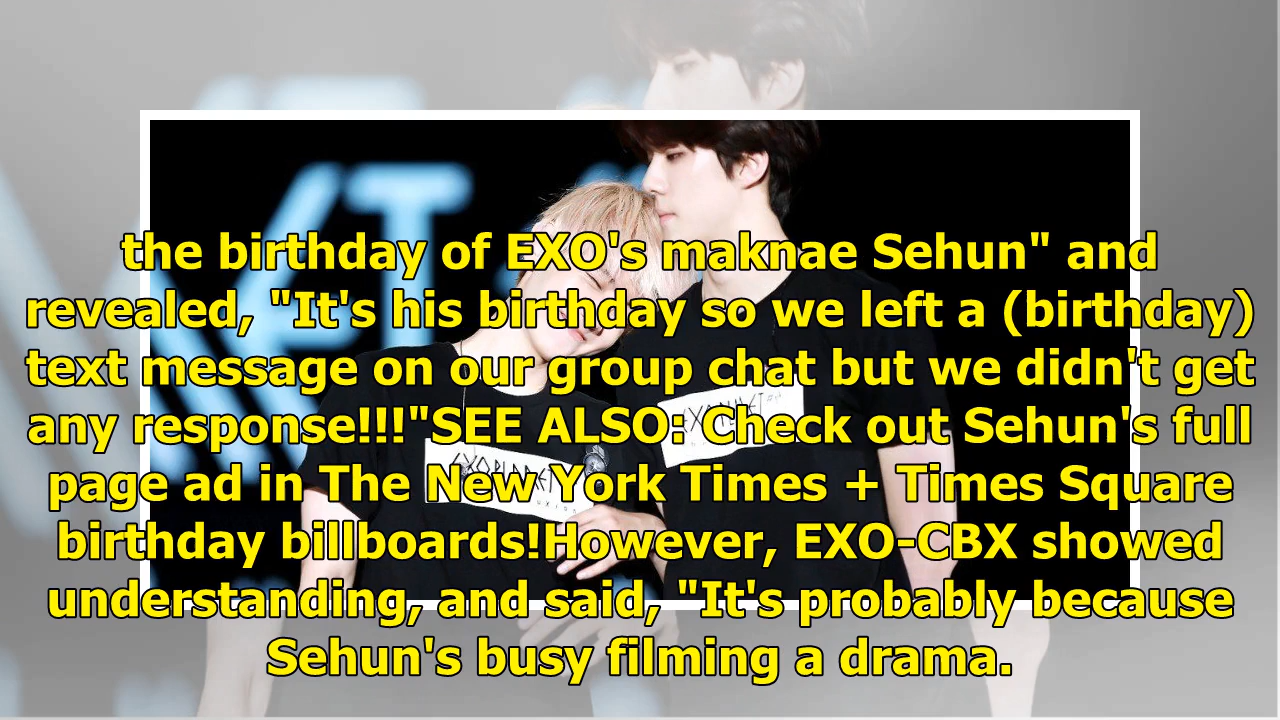 the birthday of EXO's maknae Sehun" and
revealed, "It's his birthday so we left a (birthday)
text message on our group chat but we didn't get
any response!!!"SEE ALSO: Check out Sehun's full
page ad in The New York Times + Times Square
birthday billboards!However, EXO-CBX showed
understanding, and said, "It's probably because
Sehun's busy filming a drama.